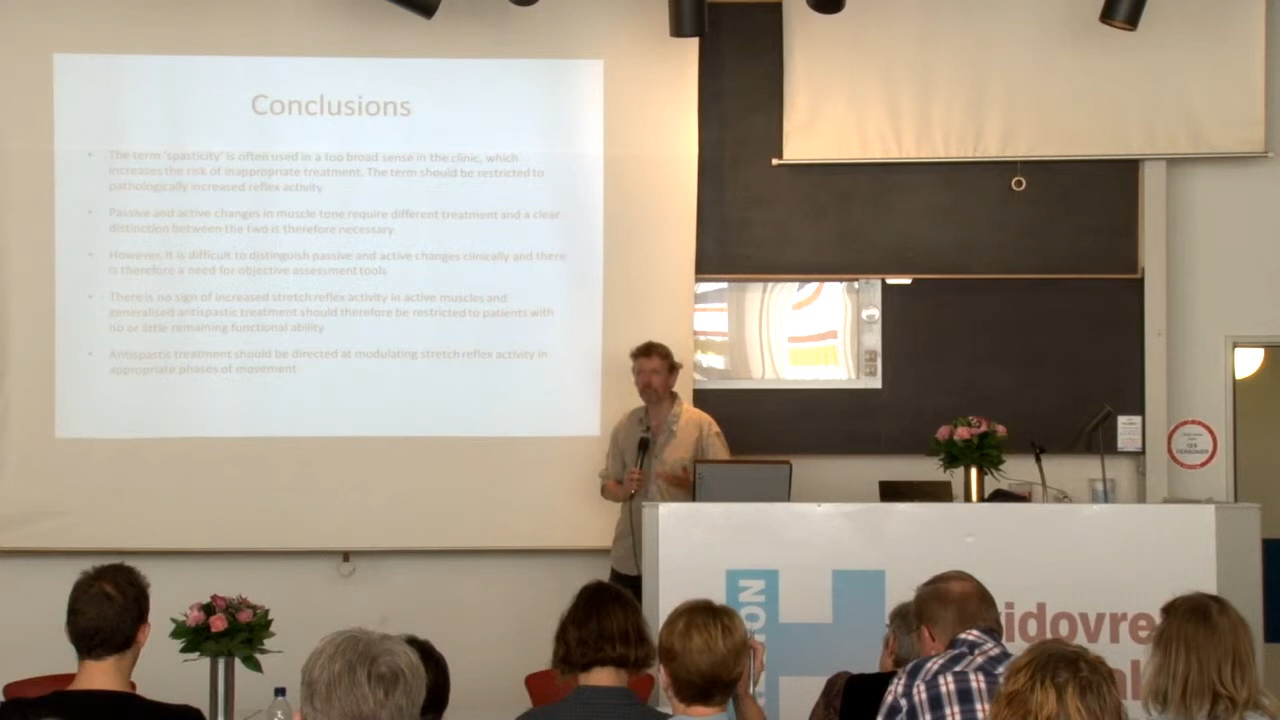 Conclusions
• The term 'spasticity' is often used in a too broad sense in the clinic, which
increases the risk of inappropriate treatment. The term should be restricted to
pathologically increased reflex activity
• Passive and active changes in muscle tone require different treatment and a clear
distinction between the two is therefore necessary
• However, it is difficult to distinguish passive and active changes clinically and there
is therefore a need for objective assessment tools
• There is no sign of increased stretch reflex activity in active muscles and
generalised antispastic treatment should therefore be restricted to patients with
no or little remaining functional ability
• Antispastic treatment should be directed at modulating stretch reflex activity in
appropriate phases of movement
PERSONER
ION
H
idovre